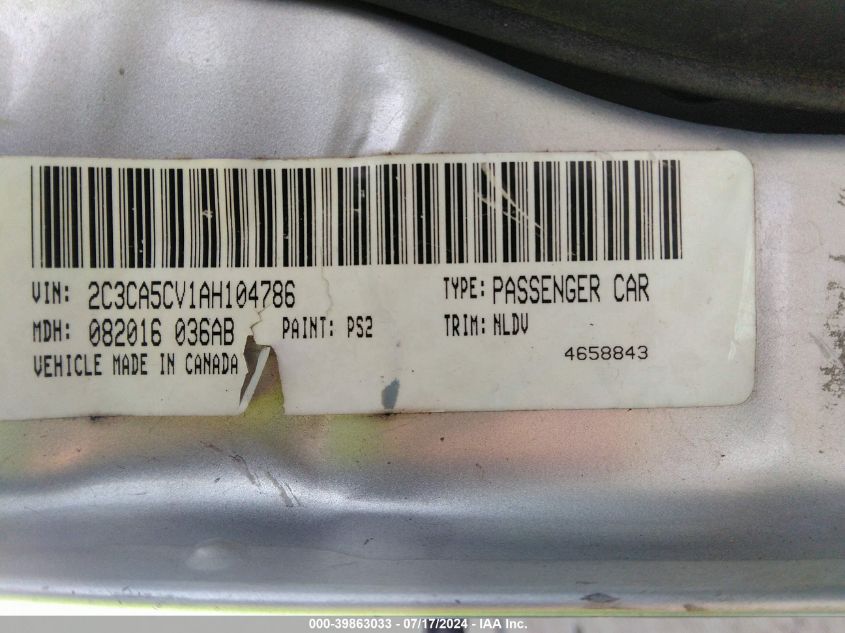 VIN: 2C3CA5CV1AH104786 TYPE: PASSENGER CAR
MDH: 082016 036AB PAINT: PS2 TRIM: NLDV
VEHICLE MADE IN CANADA 4658843
000-39863033 - 07/17/2024 - IAA Inc.